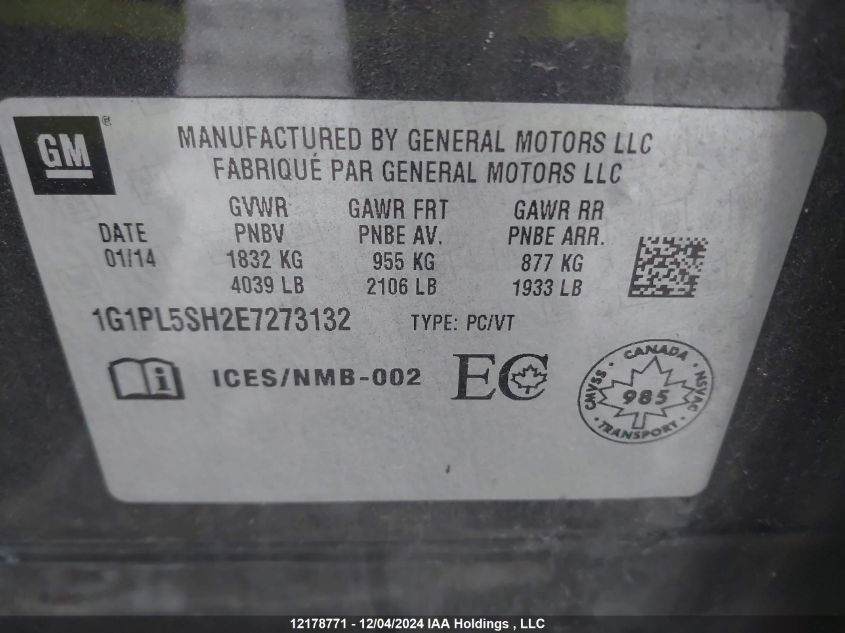 GM®
MANUFACTURED BY GENERAL MOTORS LLC
FABRIQUÉ PAR GENERAL MOTORS LLC
GVWR GAWR FRT GAWR RR
DATE PNBV PNBE AV. PNBE ARR.
01/14 1832 KG 955 KG 877 KG
4039 LB 2106 LB 1933 LB
1G1PL5SH2E7273132 TYPE: PC/VT
i ICES/NMB-002 EC
CANADA
CMVSS 985 NSVAC
TRANSPORT
12178771 - 12/04/2024 IAA Holdings , LLC